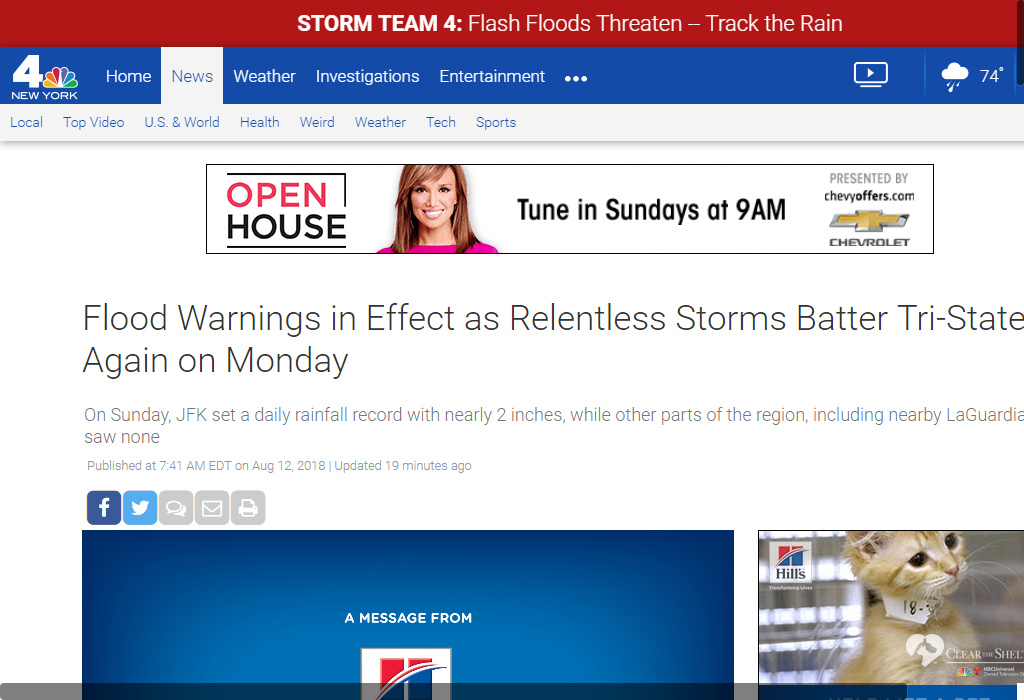 STORM TEAM 4: Flash Floods Threaten -- Track the Rain
4
NEW YORK
Home News Weather Investigations Entertainment •••
74°
Local Top Video U.S. & World Health Weird Weather Tech Sports
OPEN
HOUSE
Tune in Sundays at 9AM
PRESENTED BY
chevyoffers.com
CHEVROLET
Flood Warnings in Effect as Relentless Storms Batter Tri-State
Again on Monday
On Sunday, JFK set a daily rainfall record with nearly 2 inches, while other parts of the region, including nearby LaGuardia
saw none
Published at 7:41 AM EDT on Aug 12, 2018 | Updated 19 minutes ago
A MESSAGE FROM
Hill's
Transforming Lives
18-
CLEAR THE SHEL
NBCUniversal
Owned Television S